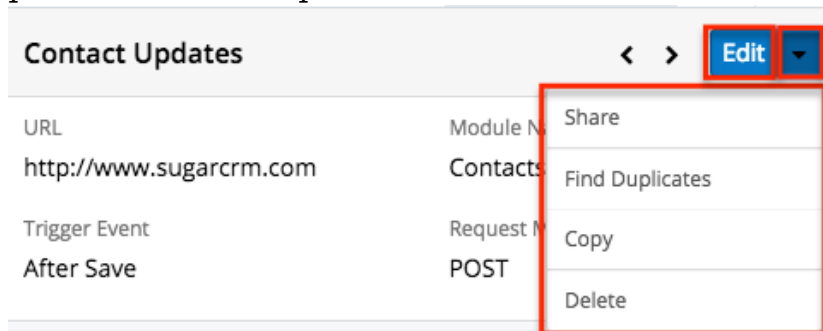 Contact Updates
Edit
URL
Module N
http://www.sugarcrm.com
Contacts
Trigger Event
Request M
After Save
POST
Share
Find Duplicates
Copy
Delete